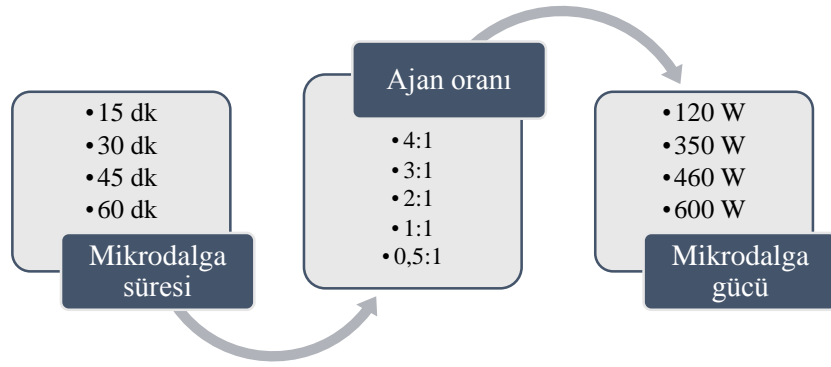 •15 dk
•30 dk
•45 dk
•60 dk
Mikrodalga
süresi
Ajan oranı
•4:1
•3:1
•2:1
•1:1
•0,5:1
•120 W
•350 W
•460 W
•600 W
Mikrodalga
gücü